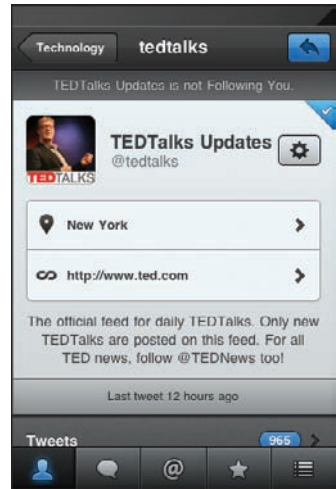 Technology
tedtalks
TEDTalks Updates is not Following You.
TEDTalks Updates
@tedtalks
TEDTALKS
New York
http://www.ted.com
The official feed for daily TEDTalks. Only new
TEDTalks are posted on this feed. For all
TED news, follow @TEDNews too!
Last tweet 12 hours ago
Tweets
965
@